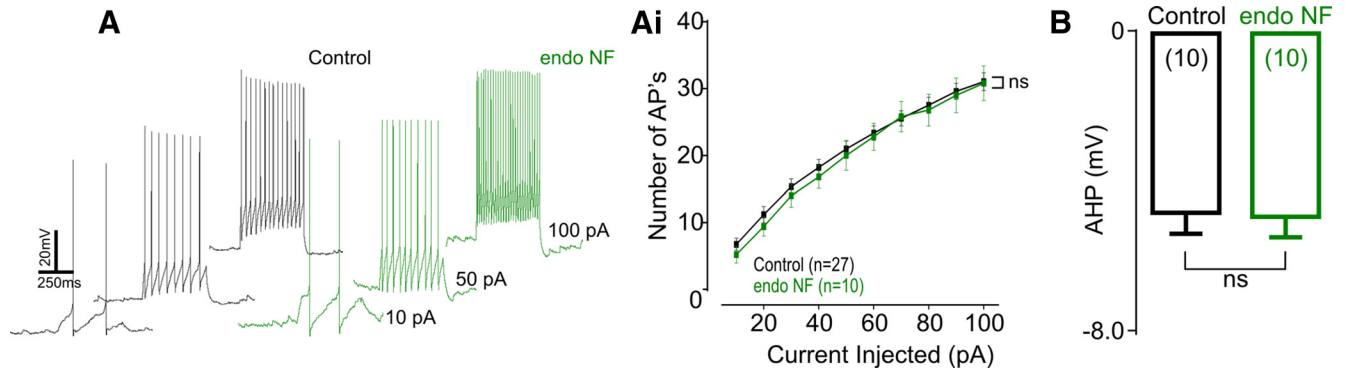 A
Control
endo NF
20mV
250ms
100 pA
50 pA
10 pA
Ai
Number of AP's
40
30
20
10
0
ns
Control (n=27)
endo NF (n=10)
20 40 60 80 100
Current Injected (pA)
B
Control endo NF
0
(10) (10)
AHP (mV)
ns
-8.0